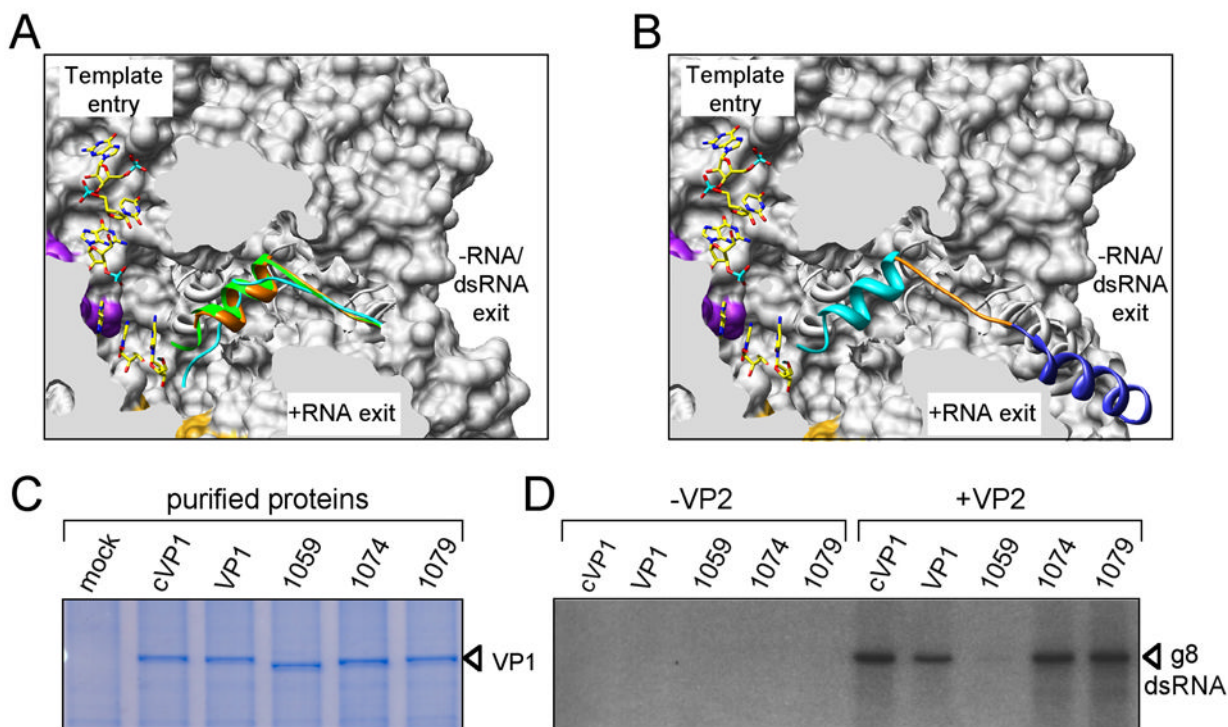 A
Template
entry
-RNA/
dsRNA
exit
+RNA exit
B
Template
entry
-RNA/
dsRNA
exit
+RNA exit
C
purified proteins
mock
cVP1
VP1
1059
1074
1079
VP1
D
-VP2
+VP2
cVP1
VP1
1059
1074
1079
cVP1
VP1
1059
1074
1079
g8
dsRNA